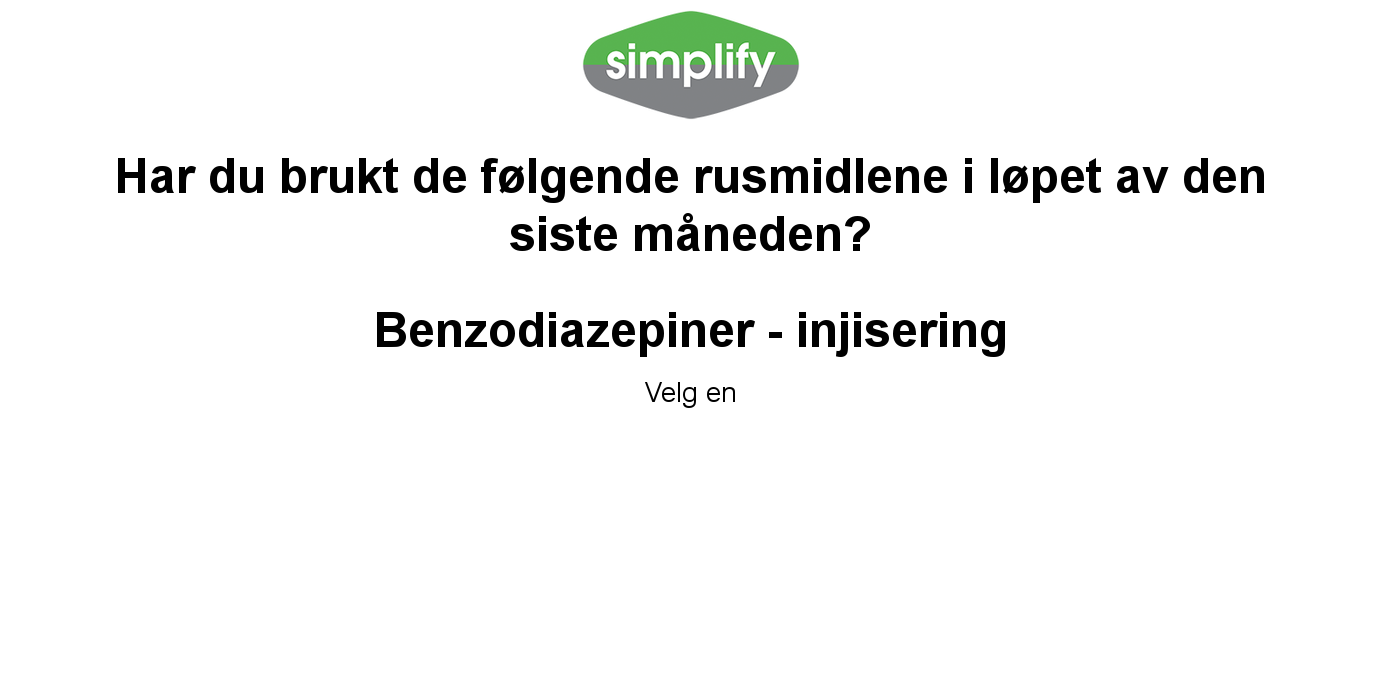 simplify
Har du brukt de følgende rusmidlene i løpet av den
siste måneden?
Benzodiazepiner - injisering
Velg en